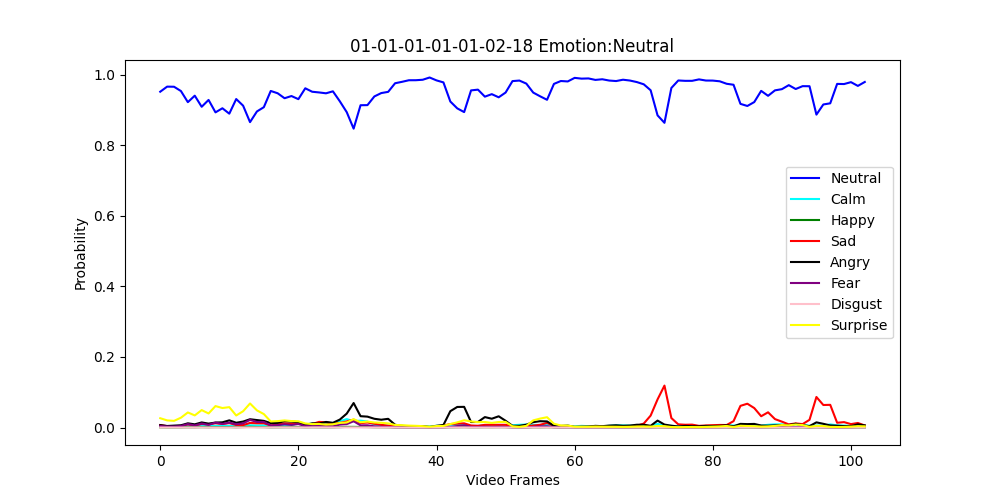 01-01-01-01-01-02-18 Emotion:Neutral
1.0
0.8
0.6
0.4
0.2
0.0
Probability
0 20 40 60 80 100
Video Frames
Neutral
Calm
Happy
Sad
Angry
Fear
Disgust
Surprise